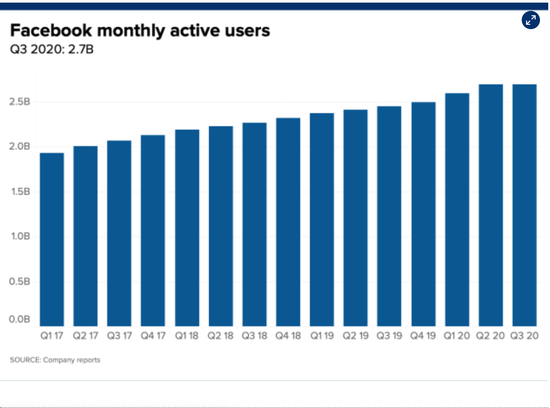 Facebook monthly active users
Q3 2020: 2.7B
2.5B
2.0B
1.5B
1.0B
0.5B
0.0B
Q1 17 Q2 17 Q3 17 Q4 17 Q1 18 Q2 18 Q3 18 Q4 18 Q1 19 Q2 19 Q3 19 Q4 19 Q1 20 Q2 20 Q3 20
SOURCE: Company reports